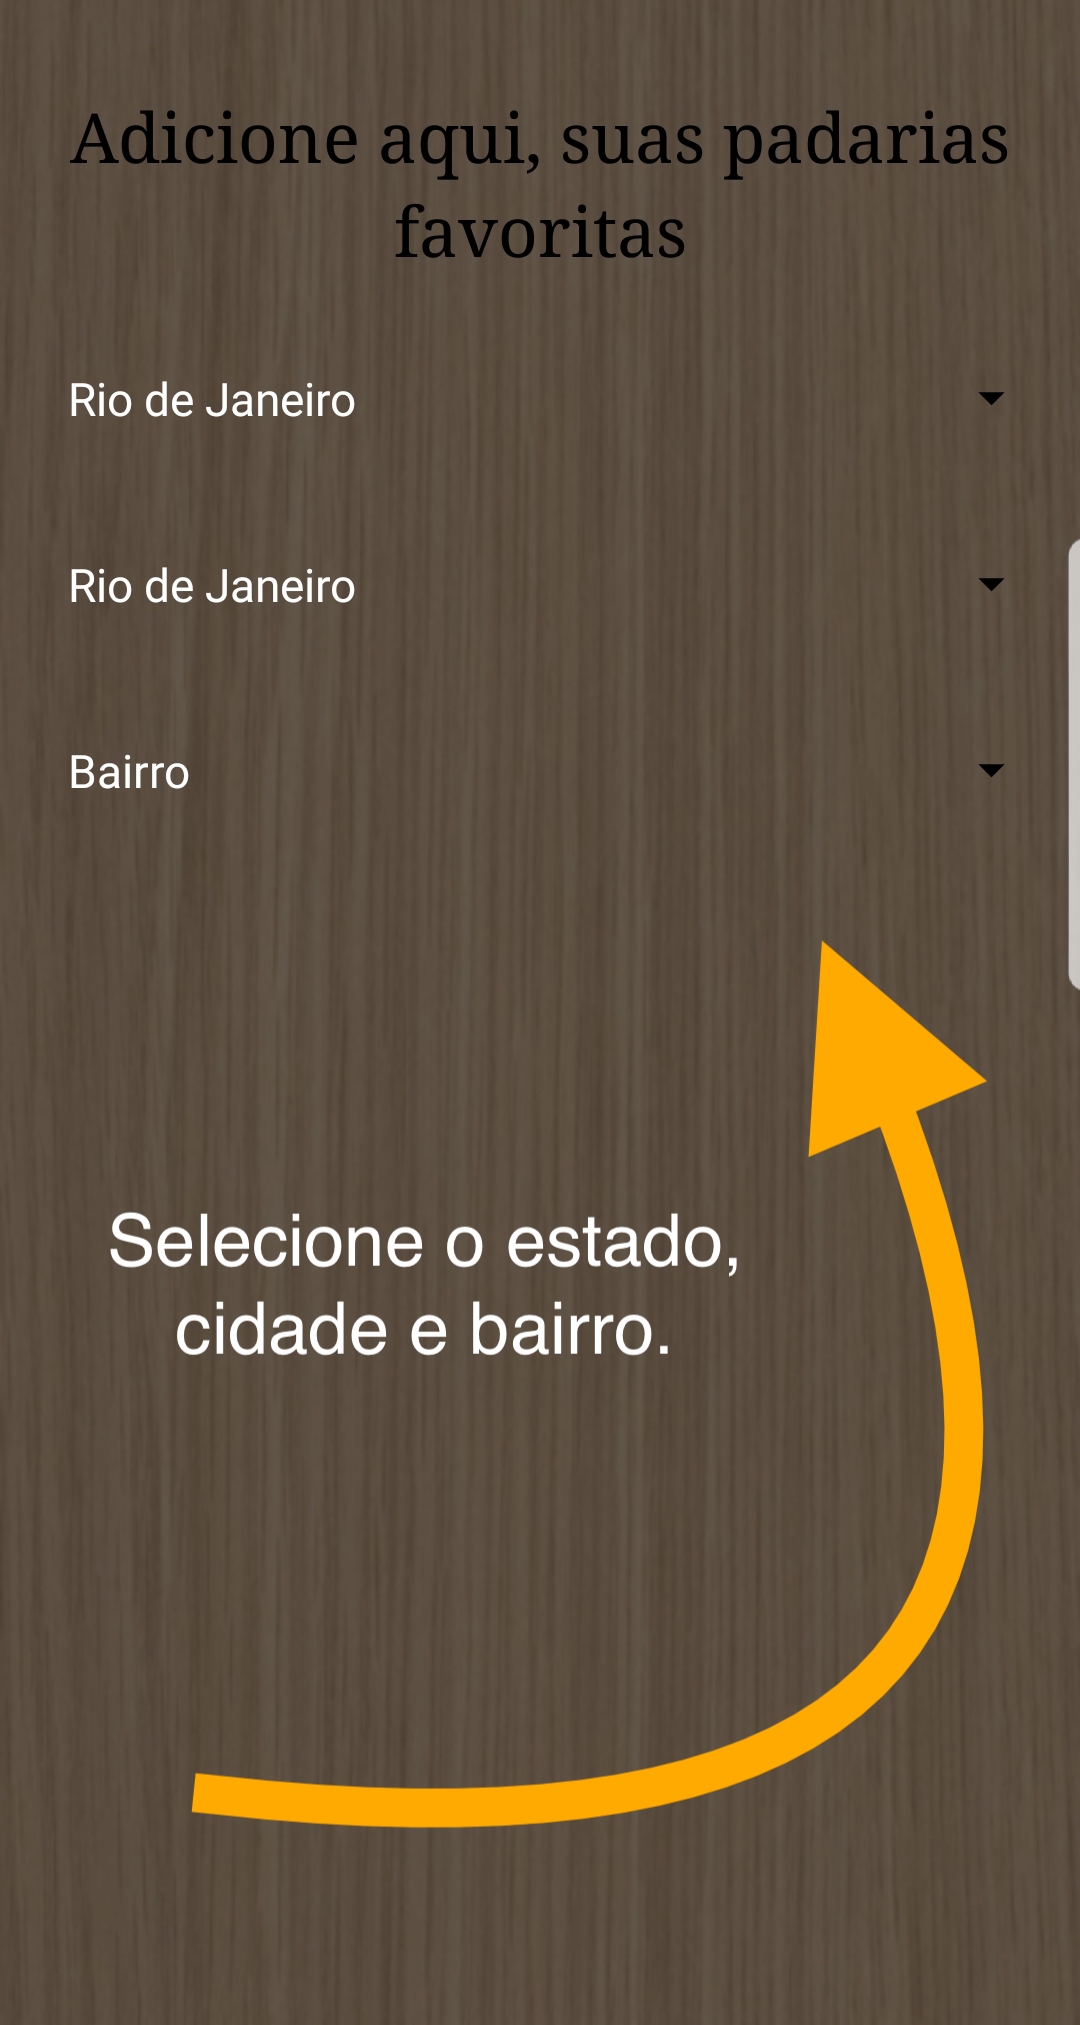 Adicione aqui, suas padarias
favoritas
Rio de Janeiro
Rio de Janeiro
Bairro
Selecione o estado,
cidade e bairro.